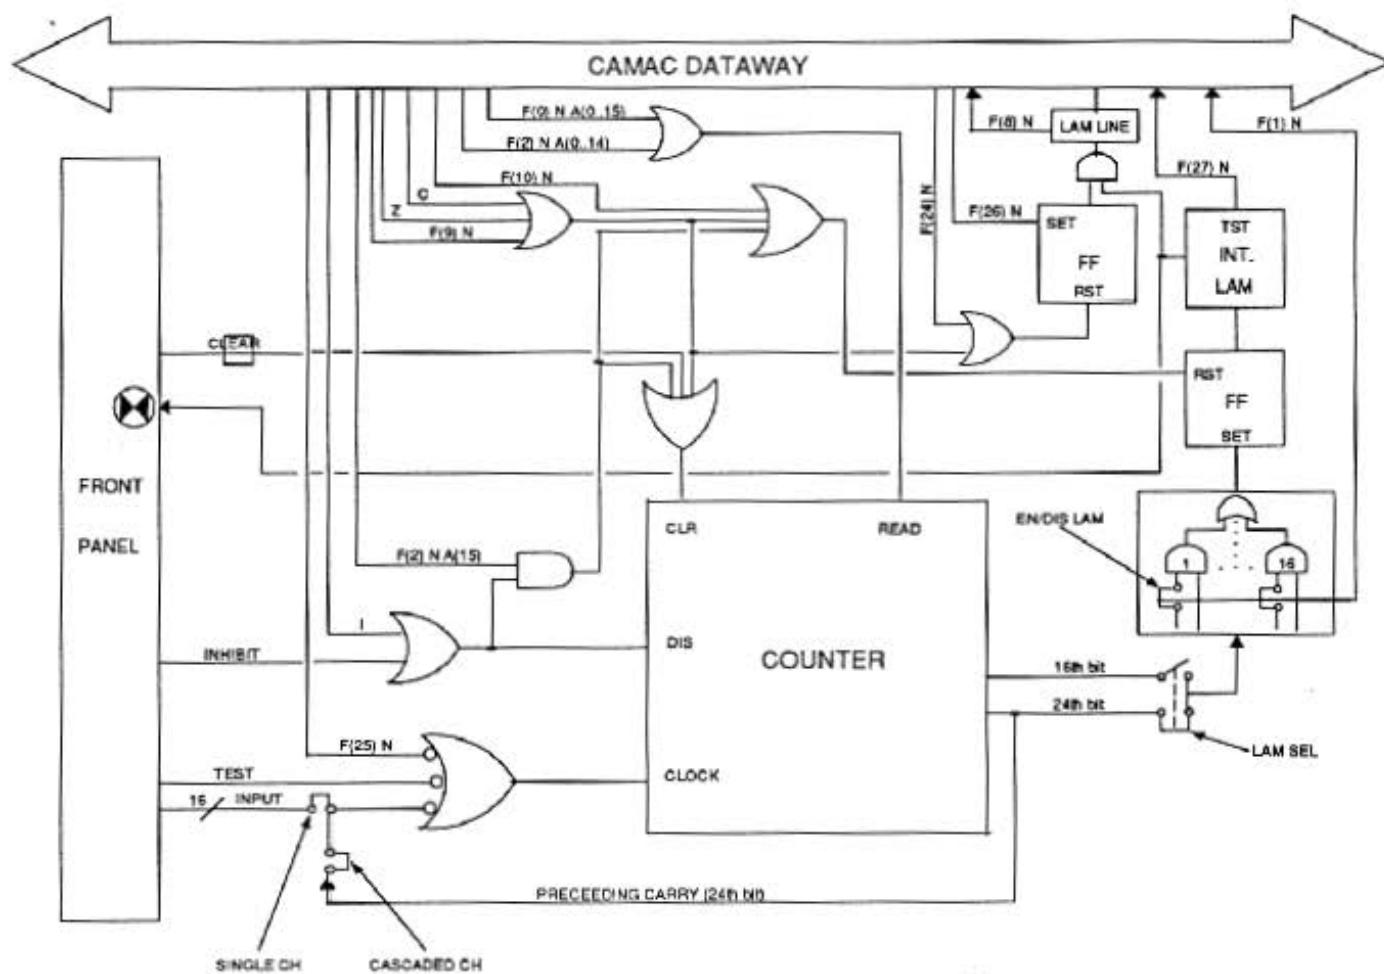 CAMAC DATAWAY
F(0) N A(0..15)
F(2) N A(0..14)
F(10) N
C
Z
F(9) N
F(24) N
F(8) N
LAM LINE
F(1) N
F(27) N
F(26) N
SET
FF
RST
TST
INT.
LAM
CLEAR
RST
FF
SET
FRONT
PANEL
CLR
READ
EN/DIS LAM
1
16
F(2) N A(15)
I
INHIBIT
DIS
COUNTER
16th bit
24th bit
LAM SEL
F(25) N
TEST
16
INPUT
CLOCK
PRECEEDING CARRY (24th bit)
SINGLE CH
CASCADED CH